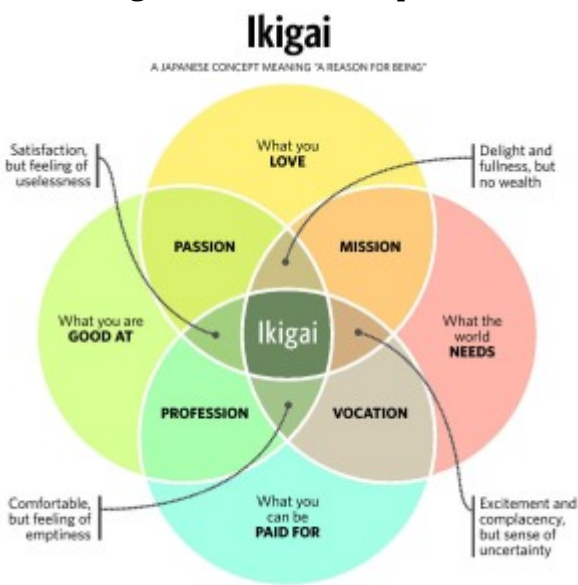 Ikigai
A JAPANESE CONCEPT MEANING "A REASON FOR BEING"
Satisfaction,
but feeling of
uselessness
What you
LOVE
Delight and
fullness, but
no wealth
PASSION
MISSION
What you are
GOOD AT
Ikigai
What the
world
NEEDS
PROFESSION
VOCATION
Comfortable,
but feeling of
emptiness
What you
can be
PAID FOR
Excitement and
complacency,
but sense of
uncertainty